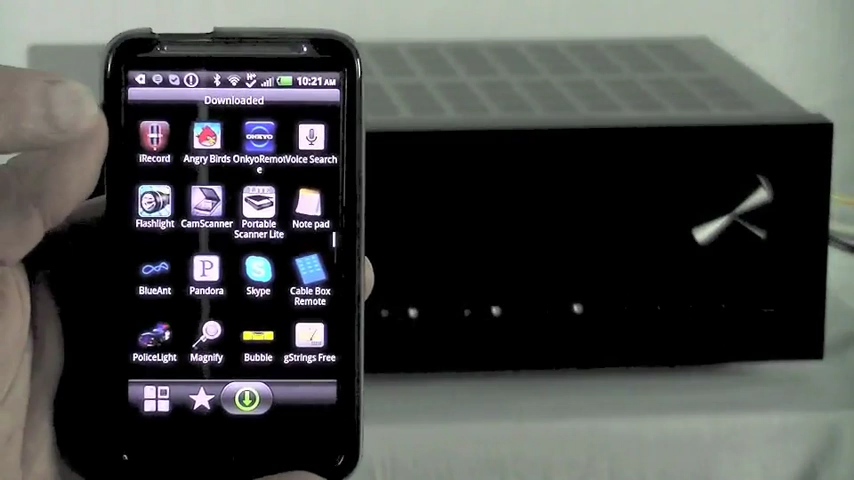 10:21 AM
Downloaded
iRecord
Angry Birds
OnkyoRemot
e
Voice Search
ONKYO
Flashlight
CamScanner
Portable
Scanner Lite
Note pad
BlueAnt
Pandora
Skype
Cable Box
Remote
PoliceLight
Magnify
Bubble
gStrings Free